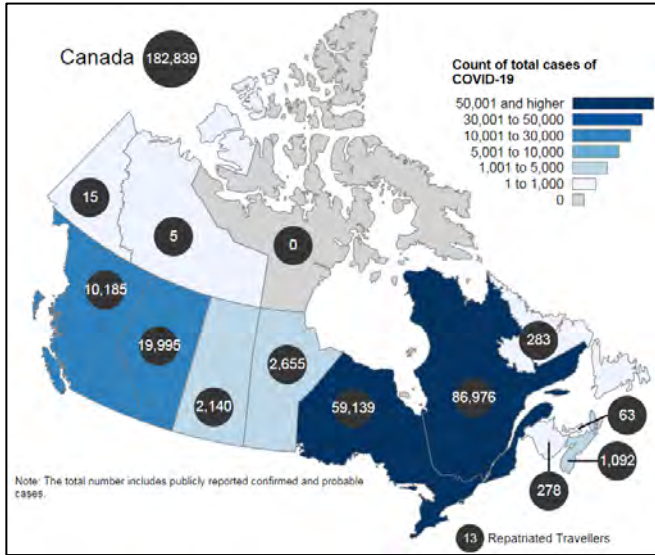 Canada 182,839
Count of total cases of
COVID-19
50,001 and higher
30,001 to 50,000
10,001 to 30,000
5,001 to 10,000
1,001 to 5,000
1 to 1,000
0
15
5
0
10,185
19,995
2,140
2,655
59,139
86,976
283
63
1,092
278
Note: The total number includes publicly reported confirmed and probable
cases.
13 Repatriated Travellers